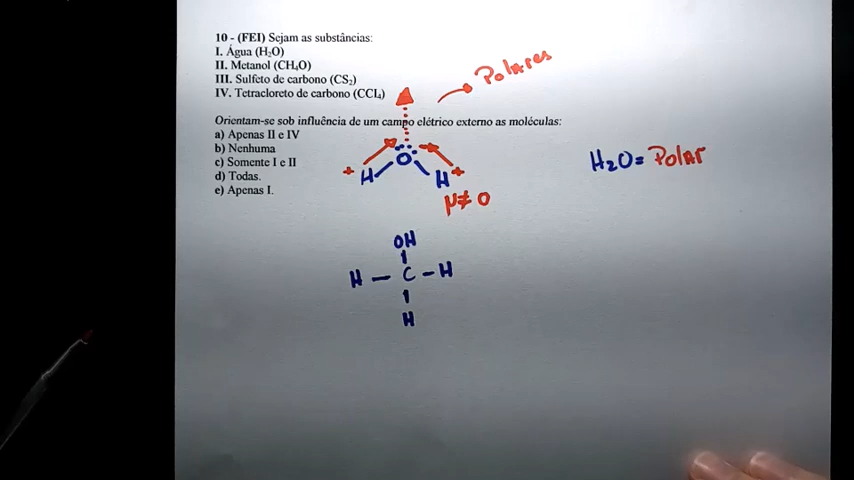 10 - (FEI) Sejam as substâncias:
I. Água (H₂O)
II. Metanol (CH₄O)
III. Sulfeto de carbono (CS₂)
IV. Tetracloreto de carbono (CCl₄)
Polares
Orientam-se sob influência de um campo elétrico externo as moléculas:
a) Apenas II e IV
b) Nenhuma
c) Somente I e II
d) Todas.
e) Apenas I.
O
+ H H +
μ ≠ 0
H₂O = Polar
OH
H — C — H
H